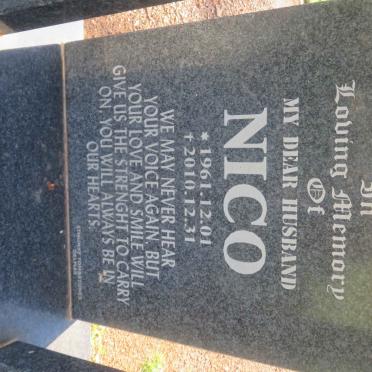 In
Loving Memory
Of
MY DEAR HUSBAND
NICO
* 1961.12.01
+ 2010.12.31
WE MAY NEVER HEAR
YOUR VOICE AGAIN, BUT
YOUR LOVE AND SMILE WILL
GIVE US THE STRENGHT TO CARRY
ON YOU WILL ALWAYS BE IN
OUR HEARTS